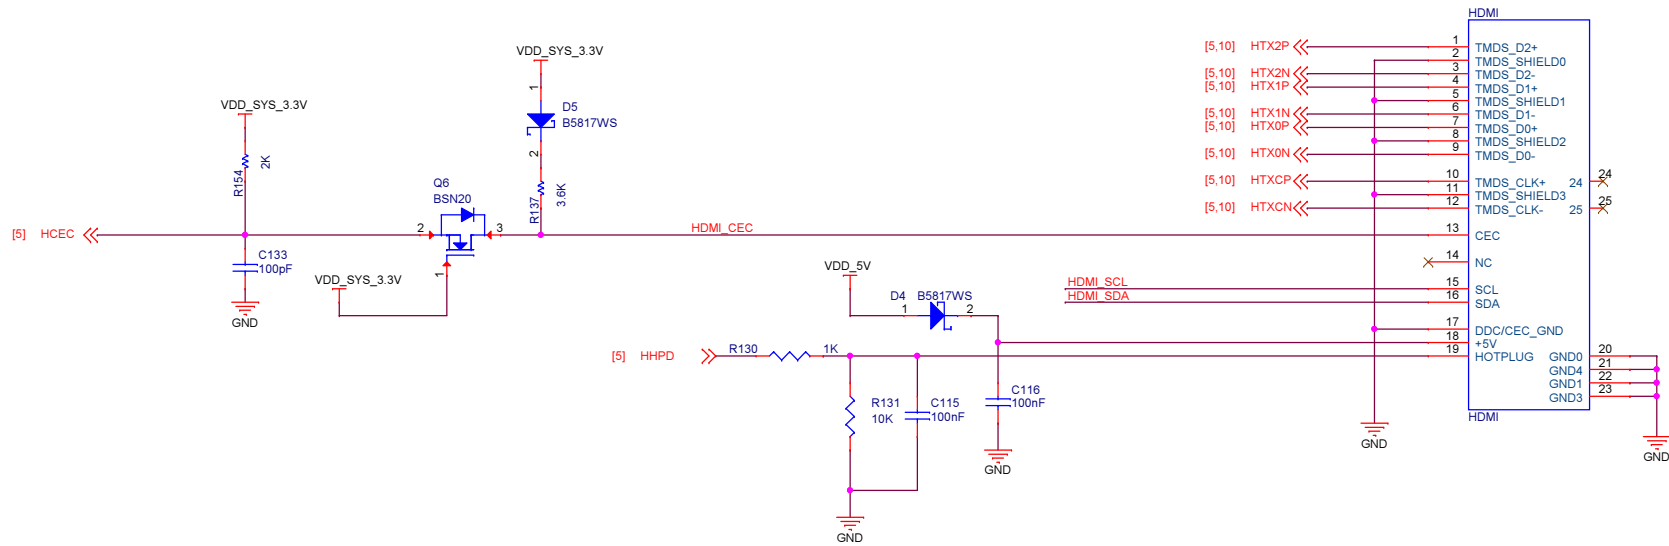 HDMI
[5,10] HTX2P
1 TMDS_D2+
2 TMDS_SHIELD0
[5,10] HTX2N
3 TMDS_D2-
[5,10] HTX1P
4 TMDS_D1+
5 TMDS_SHIELD1
[5,10] HTX1N
6 TMDS_D1-
[5,10] HTX0P
7 TMDS_D0+
8 TMDS_SHIELD2
[5,10] HTX0N
9 TMDS_D0-
[5,10] HTXCP
10 TMDS_CLK+ 24 24
11 TMDS_SHIELD3
[5,10] HTXCN
12 TMDS_CLK- 25 25
VDD_SYS_3.3V
1
D5
B5817WS
2
R137
3.6K
VDD_SYS_3.3V
R154
2K
Q6
BSN20
[5] HCEC
2
3
1
HDMI_CEC
13 CEC
C133
100pF
GND
VDD_SYS_3.3V
14 NC
VDD_5V
D4 B5817WS
1
2
HDMI_SCL
15 SCL
HDMI_SDA
16 SDA
17 DDC/CEC_GND
18 +5V
[5] HHPD
R130 1K
19 HOTPLUG GND0 20
GND4 21
GND1 22
GND3 23
HDMI
R131
10K
C115
100nF
C116
100nF
GND
GND
GND
GND